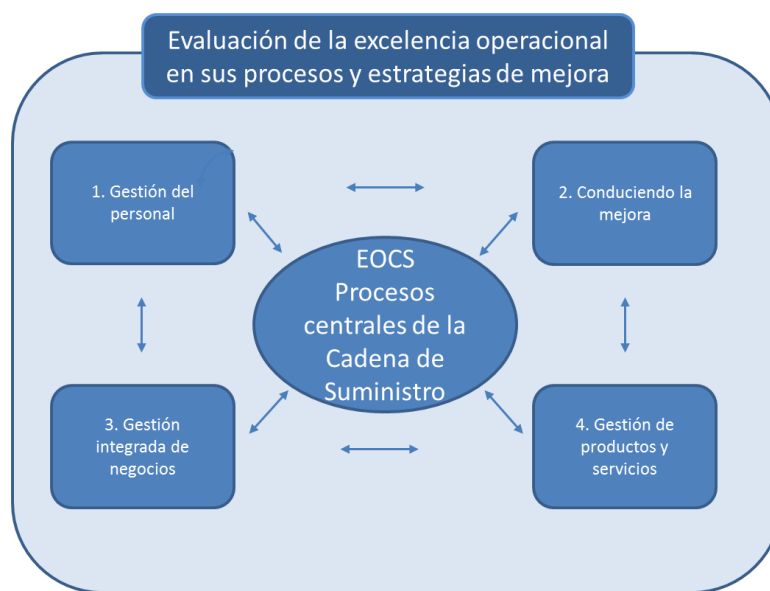 Evaluación de la excelencia operacional
en sus procesos y estrategias de mejora
1. Gestión del
personal
2. Conduciendo la
mejora
EOCS
Procesos
centrales de la
Cadena de
Suministro
3. Gestión
integrada de
negocios
4. Gestión de
productos y
servicios